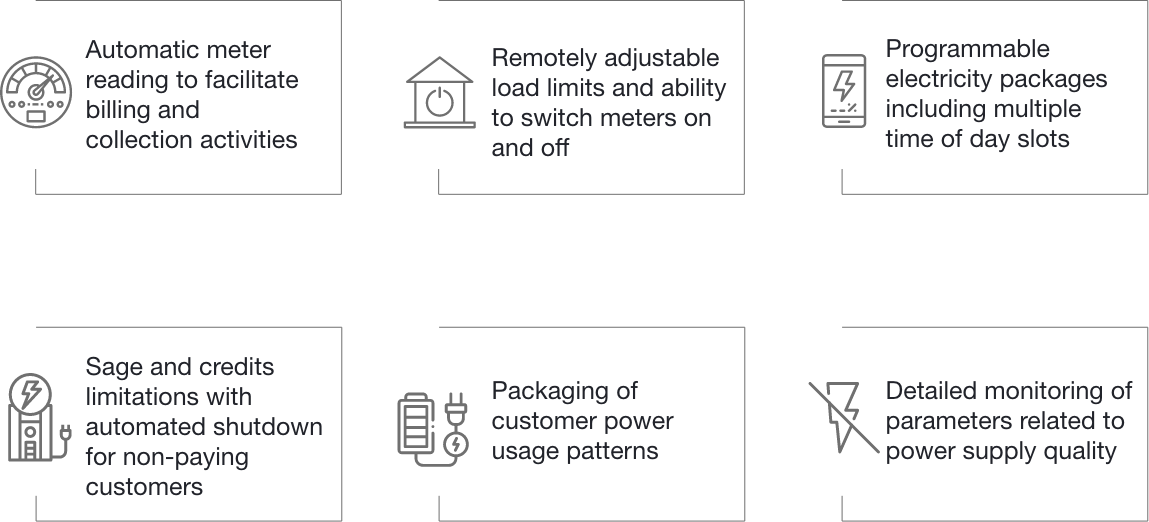 Automatic meter
reading to facilitate
billing and
collection activities
Remotely adjustable
load limits and ability
to switch meters on
and off
Programmable
electricity packages
including multiple
time of day slots
Sage and credits
limitations with
automated shutdown
for non-paying
customers
Packaging of
customer power
usage patterns
Detailed monitoring of
parameters related to
power supply quality